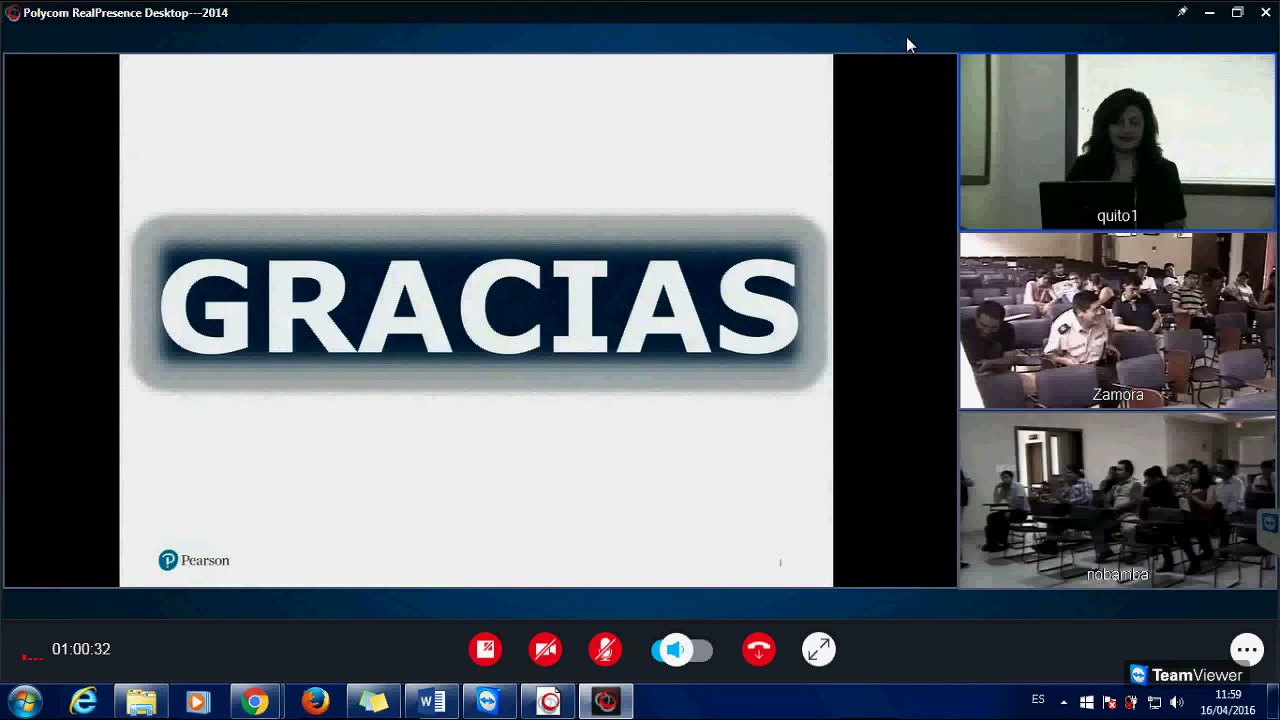 Polycom RealPresence Desktop---2014
GRACIAS
Pearson
1
quito1
Zamora
riobamba
01:00:32
TeamViewer
ES
11:59
16/04/2016